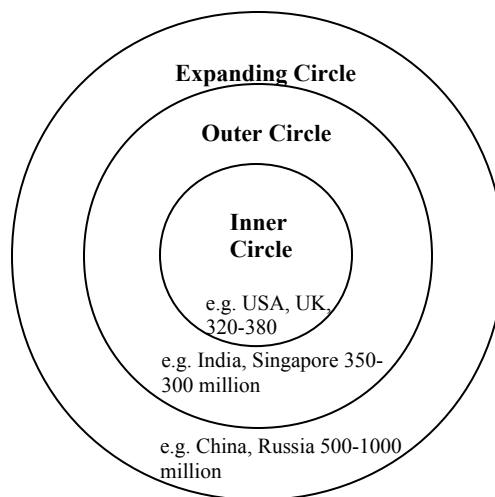 Expanding Circle
Outer Circle
Inner
Circle
e.g. USA, UK,
320-380
e.g. India, Singapore 350-
300 million
e.g. China, Russia 500-1000
million